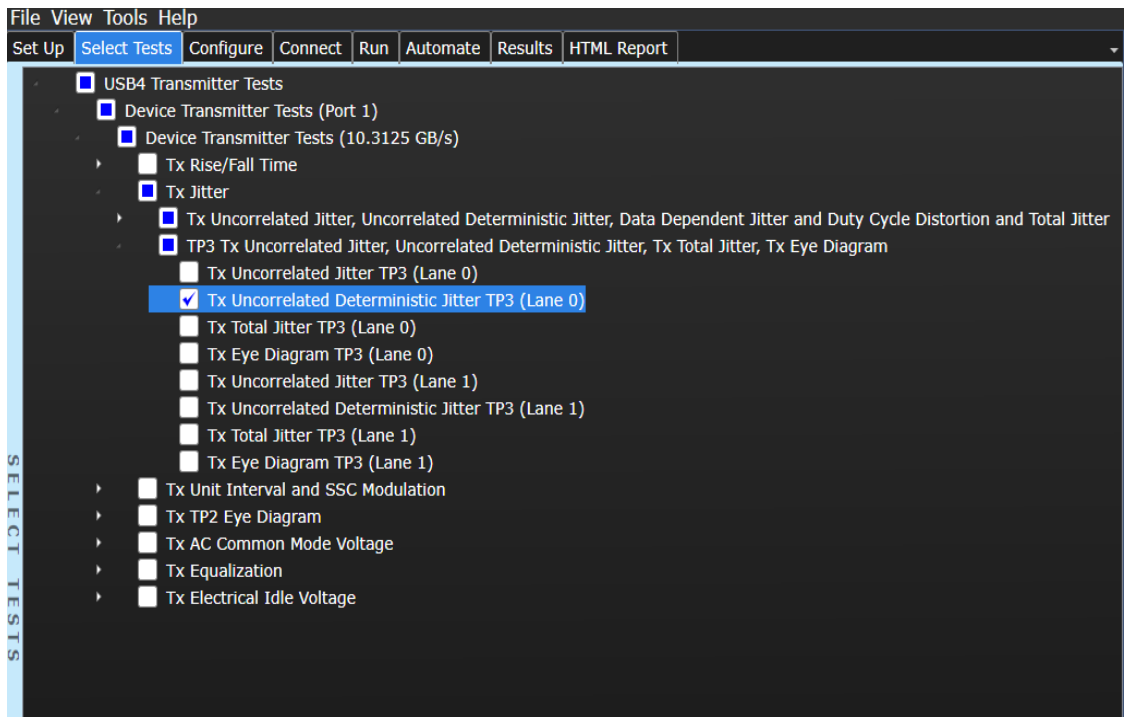 File View Tools Help
Set Up Select Tests Configure Connect Run Automate Results HTML Report
USB4 Transmitter Tests
Device Transmitter Tests (Port 1)
Device Transmitter Tests (10.3125 GB/s)
Tx Rise/Fall Time
Tx Jitter
Tx Uncorrelated Jitter, Uncorrelated Deterministic Jitter, Data Dependent Jitter and Duty Cycle Distortion and Total Jitter
TP3 Tx Uncorrelated Jitter, Uncorrelated Deterministic Jitter, Tx Total Jitter, Tx Eye Diagram
Tx Uncorrelated Jitter TP3 (Lane 0)
Tx Uncorrelated Deterministic Jitter TP3 (Lane 0)
Tx Total Jitter TP3 (Lane 0)
Tx Eye Diagram TP3 (Lane 0)
Tx Uncorrelated Jitter TP3 (Lane 1)
Tx Uncorrelated Deterministic Jitter TP3 (Lane 1)
Tx Total Jitter TP3 (Lane 1)
Tx Eye Diagram TP3 (Lane 1)
Tx Unit Interval and SSC Modulation
Tx TP2 Eye Diagram
Tx AC Common Mode Voltage
Tx Equalization
Tx Electrical Idle Voltage
SELECT TESTS